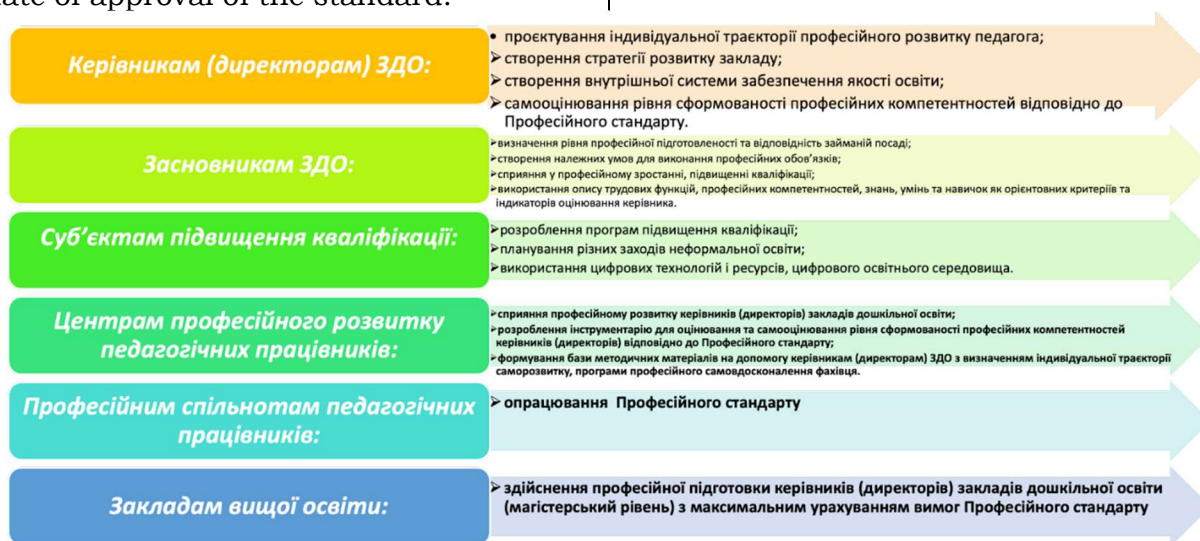 date of approval of the standard.
Керівникам (директорам) ЗДО:
• проєктування індивідуальної траєкторії професійного розвитку педагога;
➢ створення стратегії розвитку закладу;
➢ створення внутрішньої системи забезпечення якості освіти;
➢ самооцінювання рівня сформованості професійних компетентностей відповідно до
Професійного стандарту.
Засновникам ЗДО:
➢визначення рівня професійної підготовленості та відповідність займаній посаді;
➢створення належних умов для виконання професійних обов’язків;
➢сприяння у професійному зростанні, підвищенні кваліфікації;
➢використання опису трудових функцій, професійних компетентностей, знань, умінь та навичок як орієнтовних критеріїв та
індикаторів оцінювання керівника.
Суб’єктам підвищення кваліфікації:
➢розроблення програм підвищення кваліфікації;
➢планування різних заходів неформальної освіти;
➢використання цифрових технологій і ресурсів, цифрового освітнього середовища.
Центрам професійного розвитку
педагогічних працівників:
➢сприяння професійному розвитку керівників (директорів) закладів дошкільної освіти;
➢розроблення інструментарію для оцінювання та самооцінювання рівня сформованості професійних компетентностей
керівників (директорів) відповідно до Професійного стандарту;
➢формування бази методичних матеріалів на допомогу керівникам (директорам) ЗДО з визначенням індивідуальної траєкторії
саморозвитку, програми професійного самовдосконалення фахівця.
Професійним спільнотам педагогічних
працівників:
➢ опрацювання Професійного стандарту
Закладам вищої освіти:
➢ здійснення професійної підготовки керівників (директорів) закладів дошкільної освіти
(магістерський рівень) з максимальним урахуванням вимог Професійного стандарту